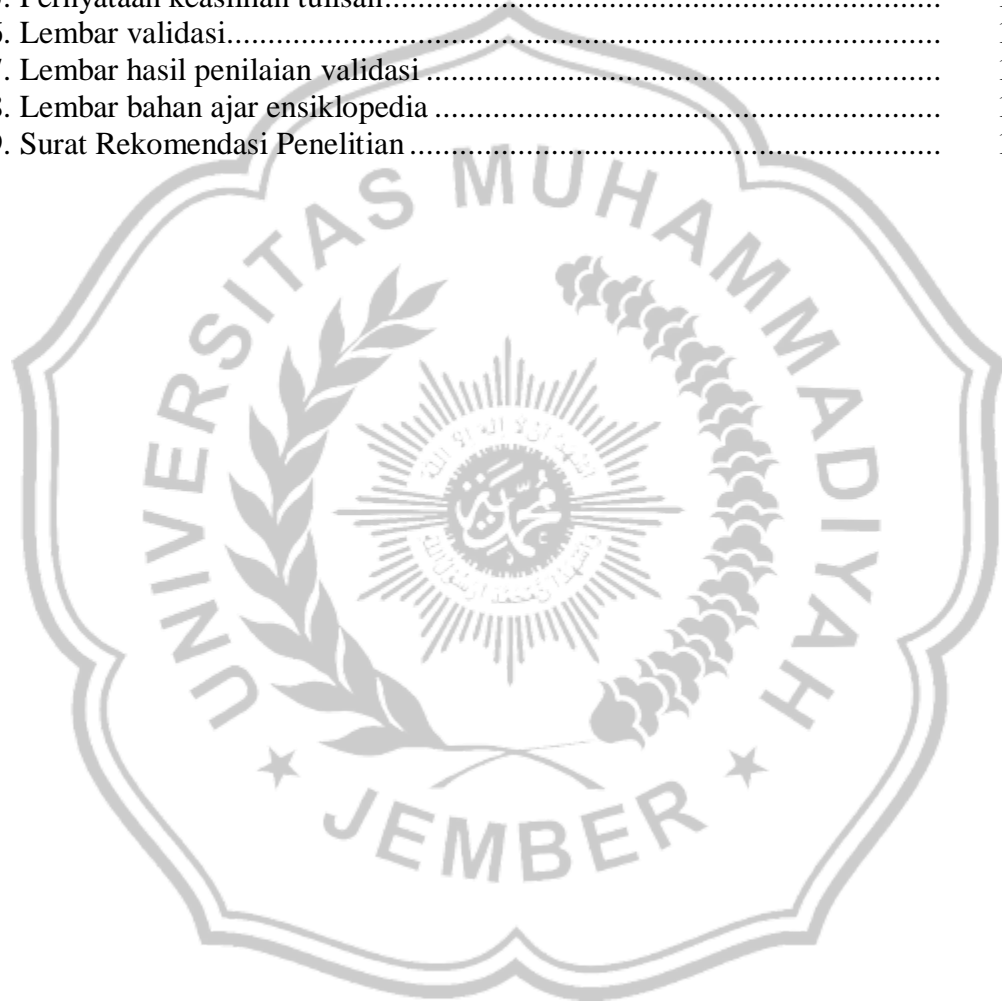 Pernyataan keaslian tulisan
6. Lembar validasi
7. Lembar hasil penilaian validasi
8. Lembar bahan ajar ensiklopedia
9. Surat Rekomendasi Penelitian
UNIVERSITAS MUHAMMADIYAH
JEMBER